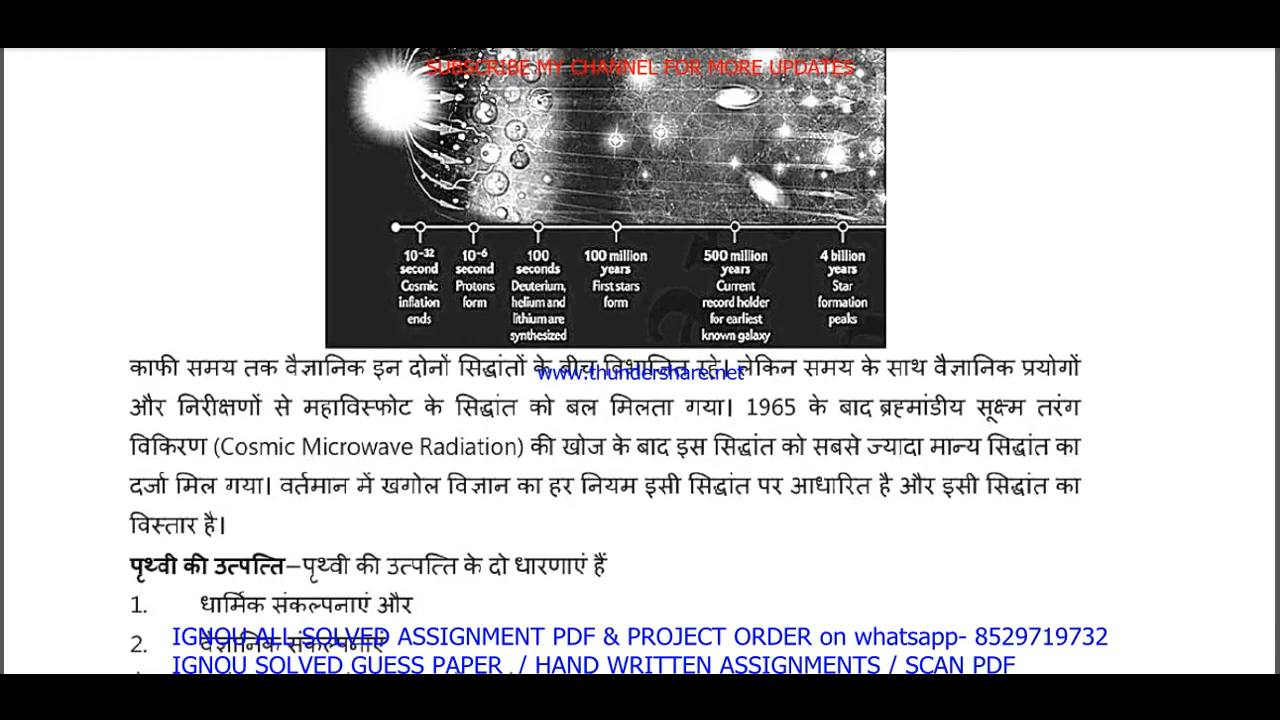 SUBSCRIBE MY CHANNEL FOR MORE UPDATES
10-32 second Cosmic inflation ends
10-6 second Protons form
100 seconds Deuterium, helium and lithium are synthesized
100 million years First stars form
500 million years Current record holder for earliest known galaxy
4 billion years Star formation peaks
काफी समय तक वैज्ञानिक इन दोनों सिद्धांतों के बीच विभाजित रहे। लेकिन समय के साथ वैज्ञानिक प्रयोगों
www.thundershare.net
और निरीक्षणों से महाविस्फोट के सिद्धांत को बल मिलता गया। 1965 के बाद ब्रह्मांडीय सूक्ष्म तरंग
विकिरण (Cosmic Microwave Radiation) की खोज के बाद इस सिद्धांत को सबसे ज्यादा मान्य सिद्धांत का
दर्जा मिल गया। वर्तमान में खगोल विज्ञान का हर नियम इसी सिद्धांत पर आधारित है और इसी सिद्धांत का
विस्तार है।
पृथ्वी की उत्पत्ति–पृथ्वी की उत्पत्ति के दो धारणाएं हैं
1. धार्मिक संकल्पनाएं और
2. वैज्ञानिक संकल्पनाएं
IGNOU ALL SOLVED ASSIGNMENT PDF & PROJECT ORDER on whatsapp- 8529719732
IGNOU SOLVED GUESS PAPER / HAND WRITTEN ASSIGNMENTS / SCAN PDF